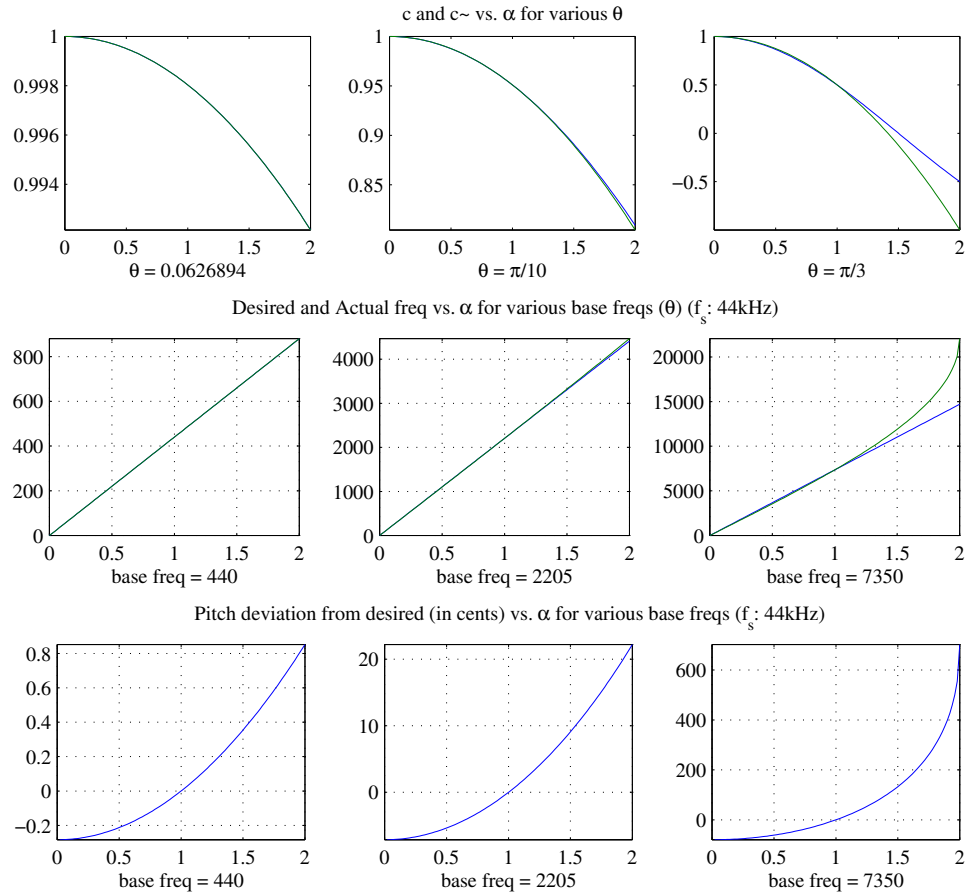 c and c~ vs. α for various θ
1
0.998
0.996
0.994
0 0.5 1 1.5 2
θ = 0.0626894
1
0.95
0.9
0.85
0 0.5 1 1.5 2
θ = π/10
1
0.5
0
−0.5
0 0.5 1 1.5 2
θ = π/3
Desired and Actual freq vs. α for various base freqs (θ) (f_s: 44kHz)
800
600
400
200
0
0 0.5 1 1.5 2
base freq = 440
4000
3000
2000
1000
0
0 0.5 1 1.5 2
base freq = 2205
20000
15000
10000
5000
0
0 0.5 1 1.5 2
base freq = 7350
Pitch deviation from desired (in cents) vs. α for various base freqs (f_s: 44kHz)
0.8
0.6
0.4
0.2
0
−0.2
0 0.5 1 1.5 2
base freq = 440
20
10
0
0 0.5 1 1.5 2
base freq = 2205
600
400
200
0
0 0.5 1 1.5 2
base freq = 7350